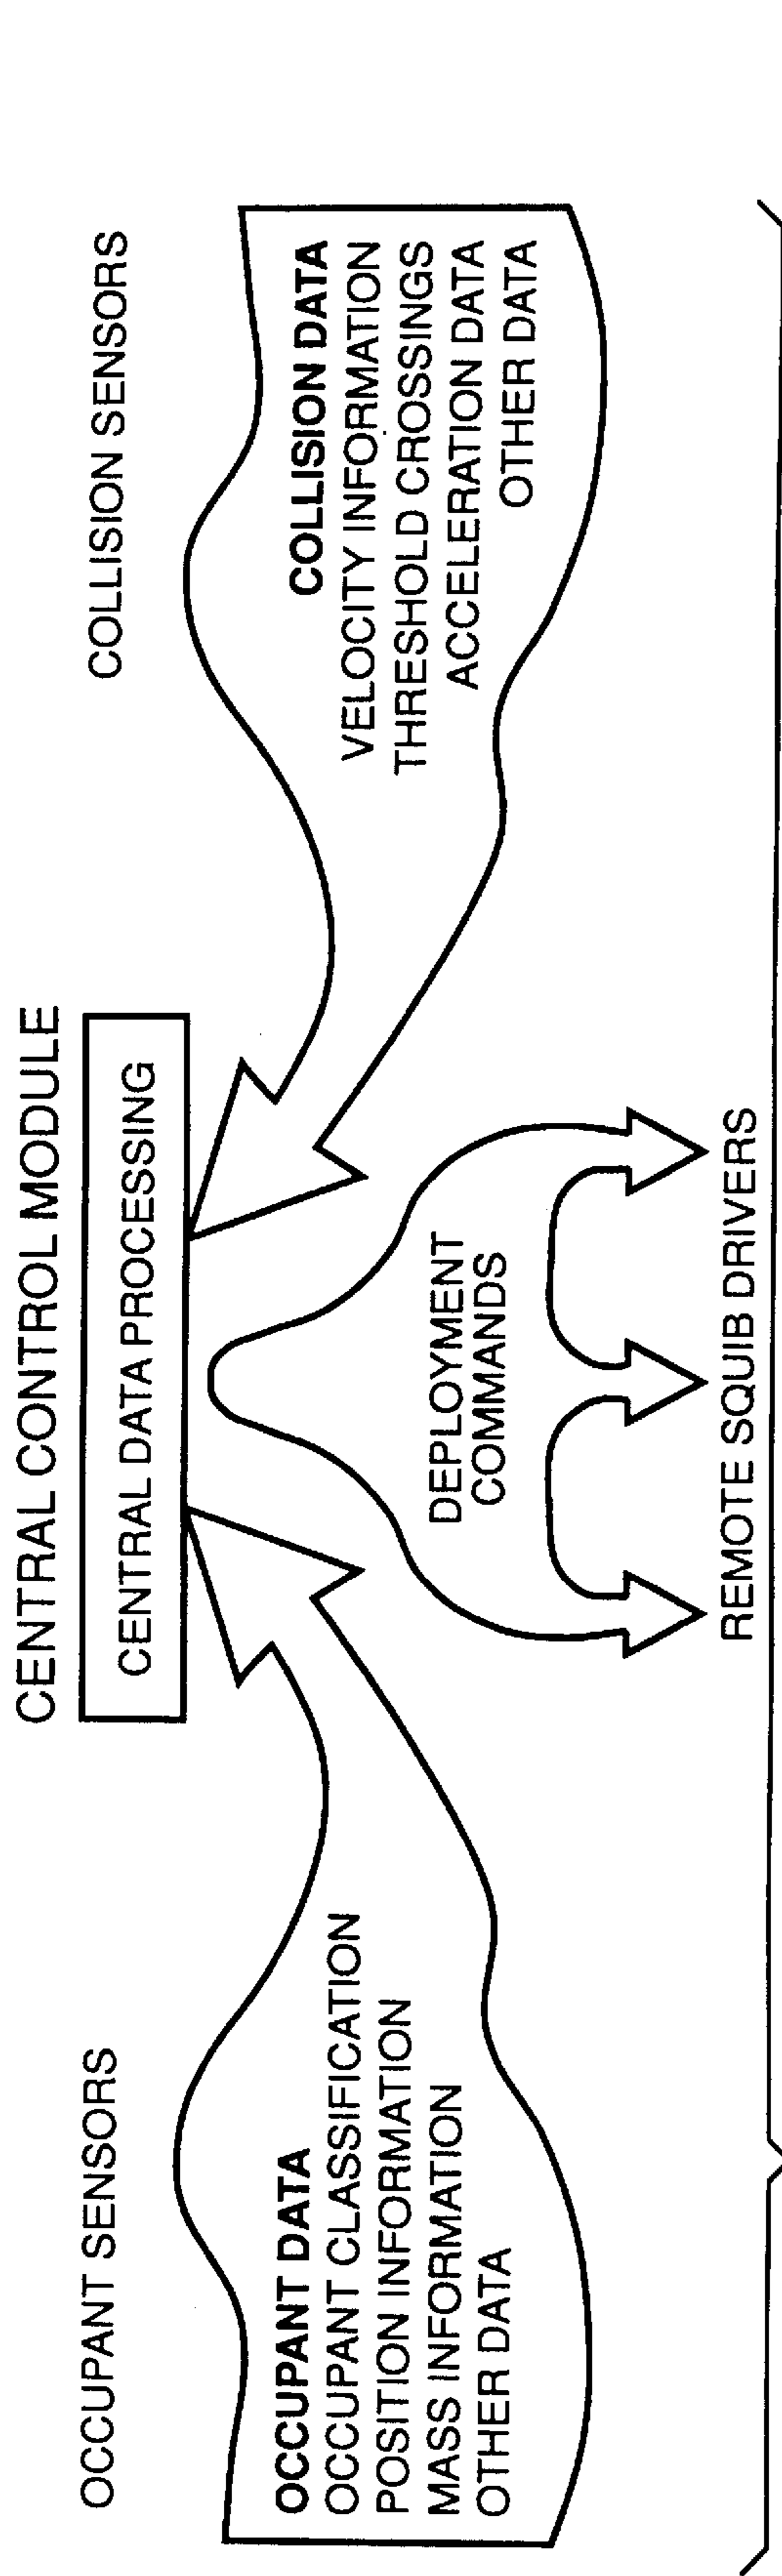 CENTRAL CONTROL MODULE
CENTRAL DATA PROCESSING
OCCUPANT SENSORS
OCCUPANT DATA
OCCUPANT CLASSIFICATION
POSITION INFORMATION
MASS INFORMATION
OTHER DATA
COLLISION SENSORS
COLLISION DATA
VELOCITY INFORMATION
THRESHOLD CROSSINGS
ACCELERATION DATA
OTHER DATA
DEPLOYMENT
COMMANDS
REMOTE SQUIB DRIVERS